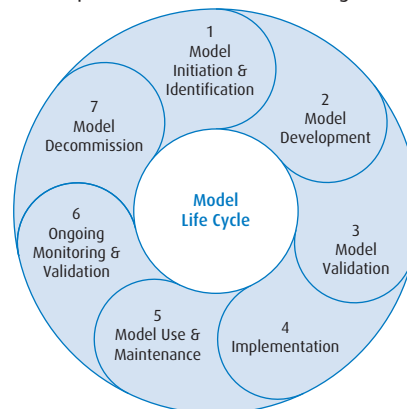 1
Model
Initiation &
Identification
2
Model
Development
3
Model
Validation
4
Implementation
5
Model Use &
Maintenance
6
Ongoing
Monitoring &
Validation
7
Model
Decommission
Model
Life Cycle